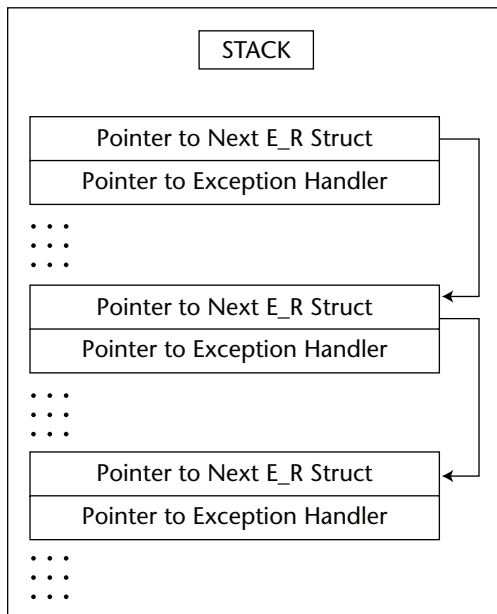 STACK
Pointer to Next E_R Struct
Pointer to Exception Handler
Pointer to Next E_R Struct
Pointer to Exception Handler
Pointer to Next E_R Struct
Pointer to Exception Handler